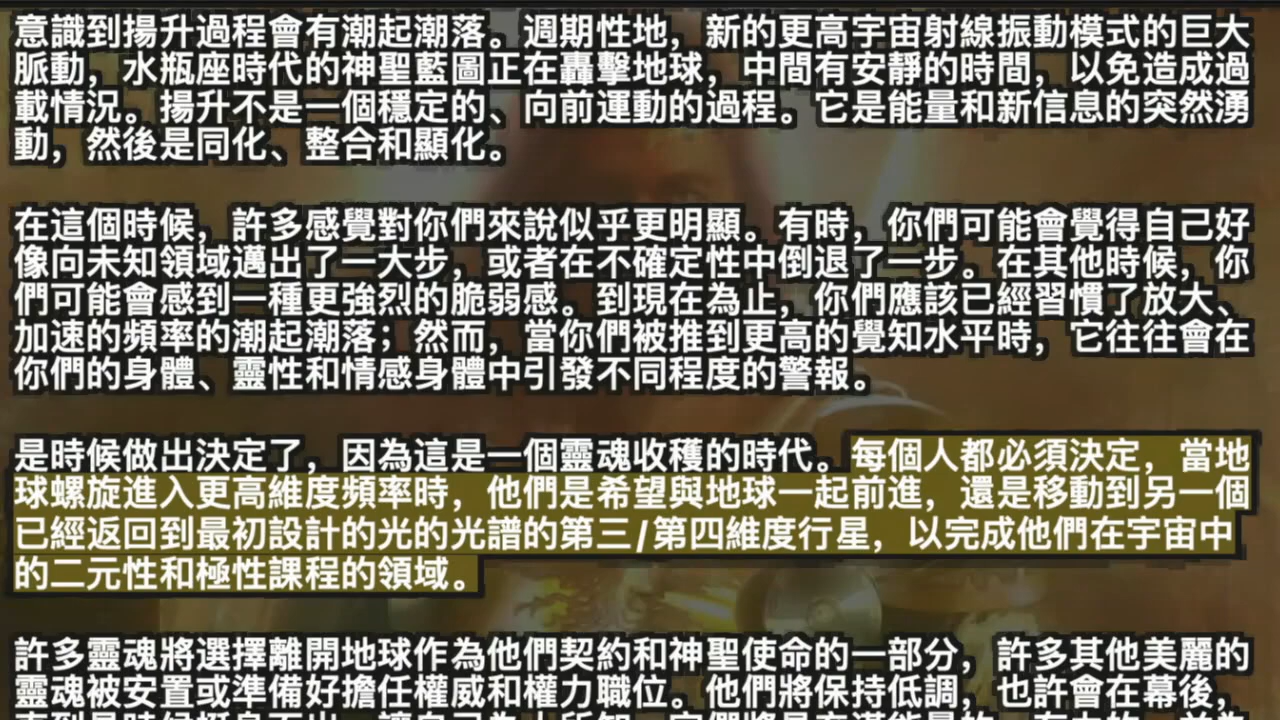 意識到揚升過程會有潮起潮落。週期性地，新的更高宇宙射線振動模式的巨大
脈動，水瓶座時代的神聖藍圖正在轟擊地球，中間有安靜的時間，以免造成過
載情況。揚升不是一個穩定的、向前運動的過程。它是能量和新信息的突然湧
動，然後是同化、整合和顯化。
在這個時候，許多感覺對你們來說似乎更明顯。有時，你們可能會覺得自己好
像向未知領域邁出了一大步，或者在不確定性中倒退了一步。在其他時候，你
們可能會感到一種更強烈的脆弱感。到現在為止，你們應該已經習慣了放大、
加速的頻率的潮起潮落；然而，當你們被推到更高的覺知水平時，它往往會在
你們的身體、靈性和情感身體中引發不同程度的警報。
是時候做出決定了，因為這是一個靈魂收穫的時代。每個人都必須決定，當地
球螺旋進入更高維度頻率時，他們是希望與地球一起前進，還是移動到另一個
已經返回到最初設計的光的光譜的第三/第四維度行星，以完成他們在宇宙中
的二元性和極性課程的領域。
許多靈魂將選擇離開地球作為他們契約和神聖使命的一部分，許多其他美麗的
靈魂被安置或準備好擔任權威和權力職位。他們將保持低調，也許會在幕後，